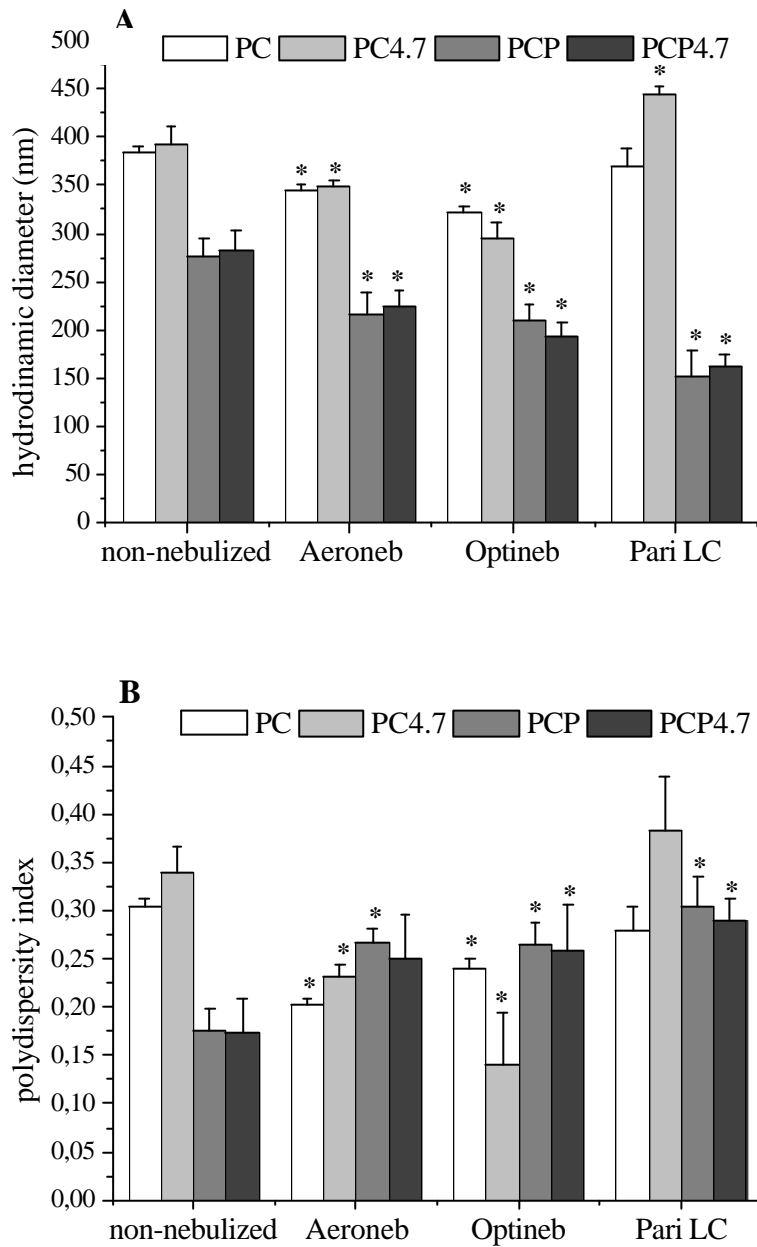 A
500
PC PC4.7 PCP PCP4.7
450
400
350
300
250
200
150
100
50
0
hydrodinamic diameter (nm)
* * * * * * * * * * *
non-nebulized Aeroneb Optineb Pari LC
B
0,50
PC PC4.7 PCP PCP4.7
0,45
0,40
0,35
0,30
0,25
0,20
0,15
0,10
0,05
0,00
polydispersity index
* * * * * * * * *
non-nebulized Aeroneb Optineb Pari LC